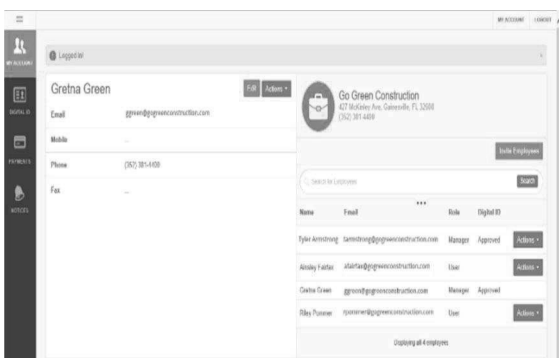 MY ACCOUNT LOGOUT
MY ACCOUNT
DIGITAL ID
PAYMENTS
NOTICES
Logged in!
Gretna Green
Edit Actions
Email ggreen@gogreenconstruction.com
Mobile ...
Phone (352) 381-4400
Fax ...
Go Green Construction
427 McKinley Ave, Gainesville, FL 32608
(352) 381-4400
Invite Employees
Search for Employees Search
Name Email Role Digital ID
Tyler Armstrong tarmstrong@gogreenconstruction.com Manager Approved Actions
Ainsley Fairfax afairfax@gogreenconstruction.com User Actions
Gretna Green ggreen@gogreenconstruction.com Manager Approved
Riley Plummer rplummer@gogreenconstruction.com User Actions
Displaying all 4 employees